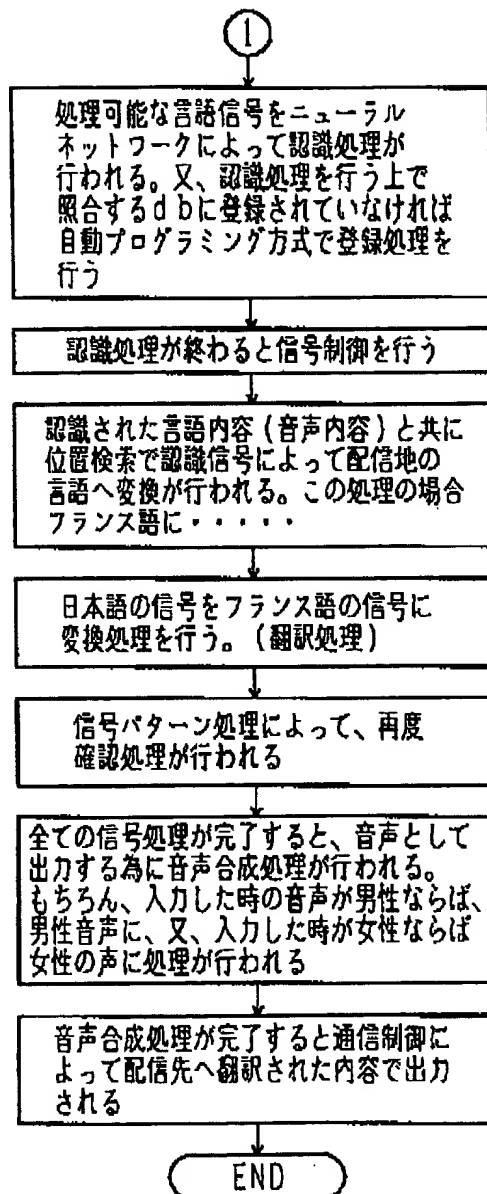 1
処理可能な言語信号をニューラル
ネットワークによって認識処理が
行われる。又、認識処理を行う上で
照合するdbに登録されていなければ
自動プログラミング方式で登録処理を
行う
認識処理が終わると信号制御を行う
認識された言語内容(音声内容)と共に
位置検索で認識信号によって配信地の
言語へ変換が行われる。この処理の場合
フランス語に・・・・・
日本語の信号をフランス語の信号に
変換処理を行う。(翻訳処理)
信号パターン処理によって、再度
確認処理が行われる
全ての信号処理が完了すると、音声として
出力する為に音声合成処理が行われる。
もちろん、入力した時の音声が男性ならば、
男性音声に、又、入力した時が女性ならば
女性の声に処理が行われる
音声合成処理が完了すると通信制御に
よって配信先へ翻訳された内容で出力
される
END